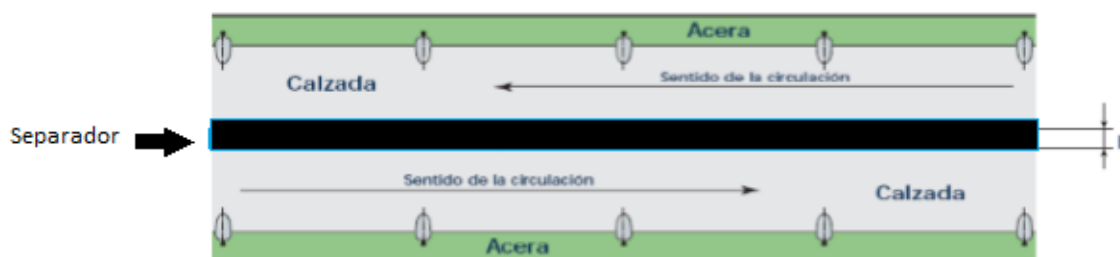 Acera
Calzada
Sentido de la circulación
Separador
Sentido de la circulación
Calzada
Acera